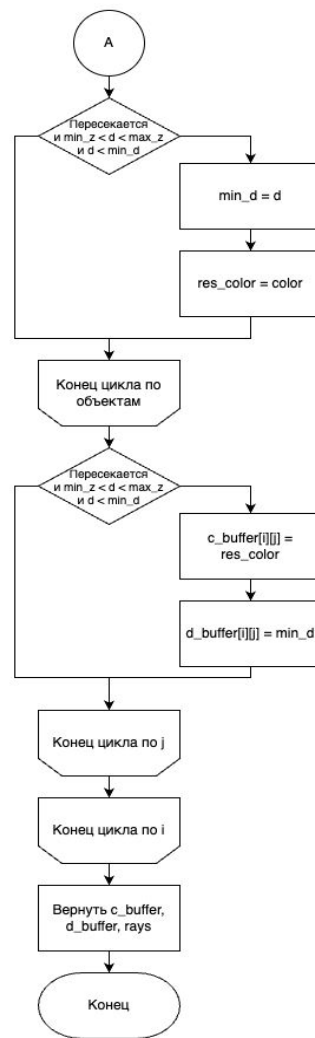 А
Пересекается
и min_z < d < max_z
и d < min_d
min_d = d
res_color = color
Конец цикла по
объектам
Пересекается
и min_z < d < max_z
и d < min_d
c_buffer[i][j] =
res_color
d_buffer[i][j] = min_d
Конец цикла по j
Конец цикла по i
Вернуть c_buffer,
d_buffer, rays
Конец